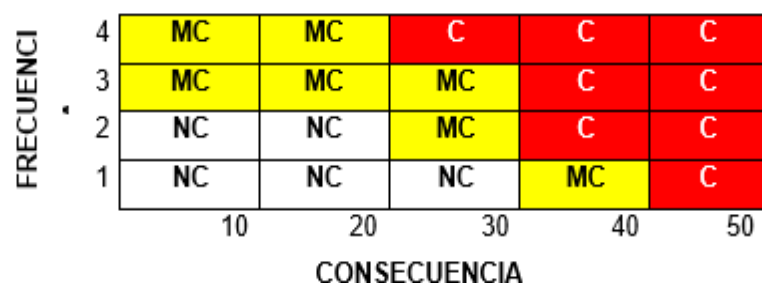 FRECUENCI
4 MC MC C C C
3 MC MC MC C C
2 NC NC MC C C
1 NC NC NC MC C
10 20 30 40 50
CONSECUENCIA